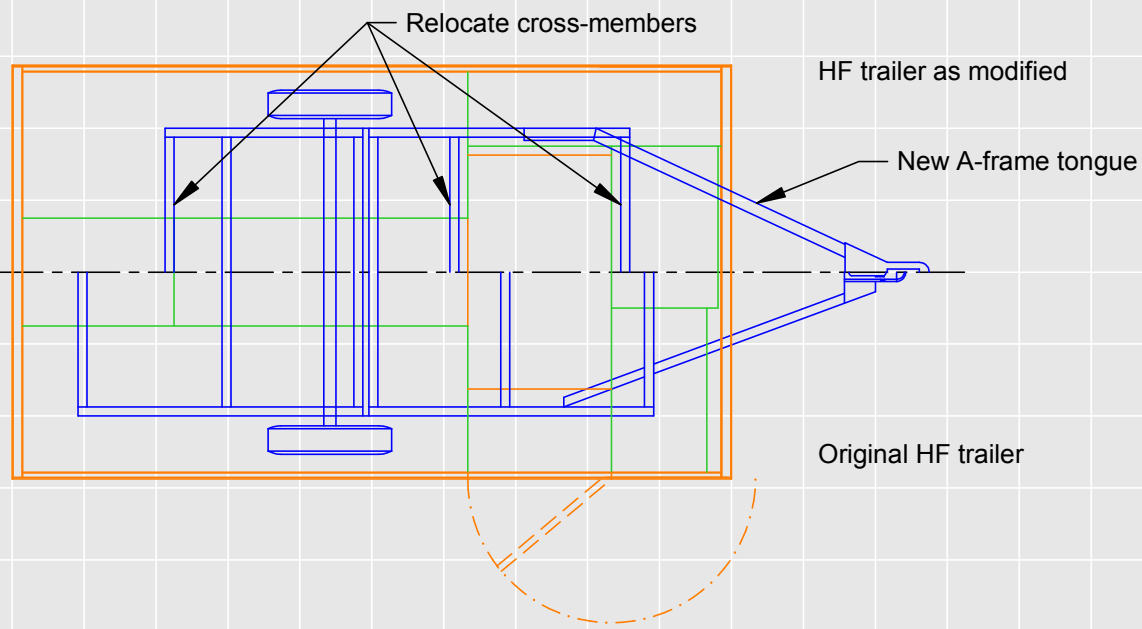 Relocate cross-members
HF trailer as modified
New A-frame tongue
Original HF trailer